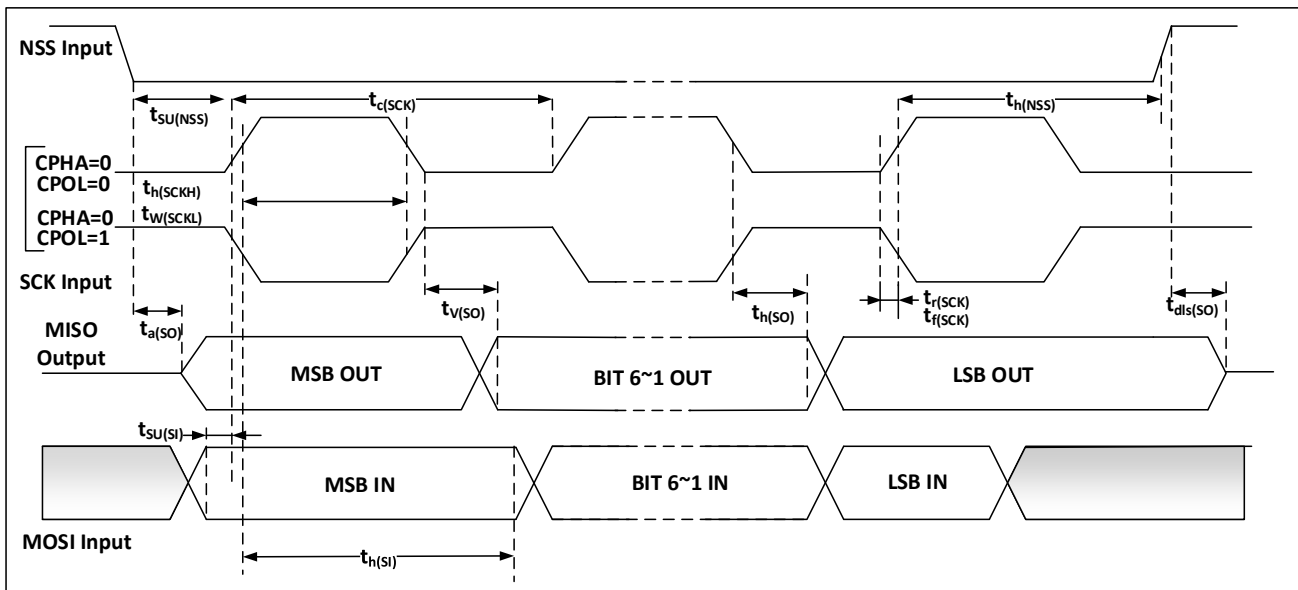 NSS Input
tSU(NSS)
tc(SCK)
th(NSS)
CPHA=0
CPOL=0
th(SCKH)
CPHA=0
CPOL=1
tW(SCKL)
SCK Input
ta(SO)
tV(SO)
th(SO)
tr(SCK)
tf(SCK)
tdIs(SO)
MISO
Output
MSB OUT
BIT 6~1 OUT
LSB OUT
tSU(SI)
MSB IN
BIT 6~1 IN
LSB IN
MOSI Input
th(SI)